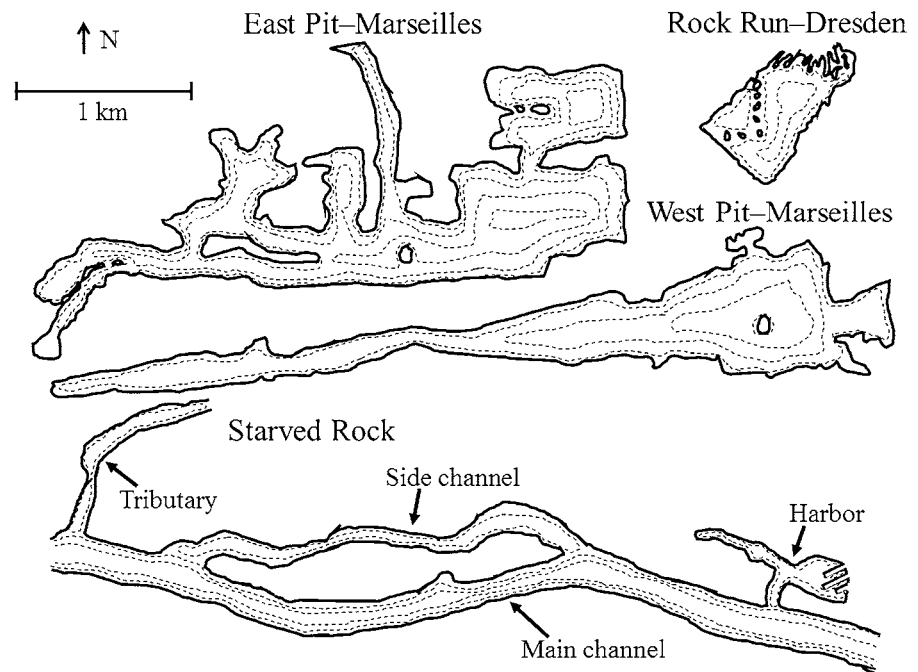 East Pit–Marseilles
Rock Run–Dresden
N
1 km
West Pit–Marseilles
Starved Rock
Side channel
Tributary
Harbor
Main channel